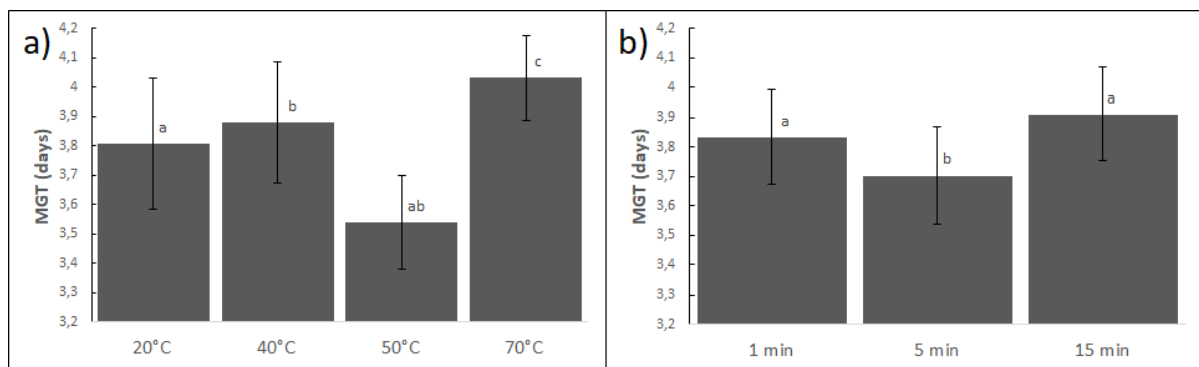 a)
MGT (days)
4,2
4,1
4
3,9
3,8
3,7
3,6
3,5
3,4
3,3
3,2
a
b
ab
c
20°C 40°C 50°C 70°C
b)
MGT (days)
4,2
4,1
4
3,9
3,8
3,7
3,6
3,5
3,4
3,3
3,2
a
b
a
1 min 5 min 15 min